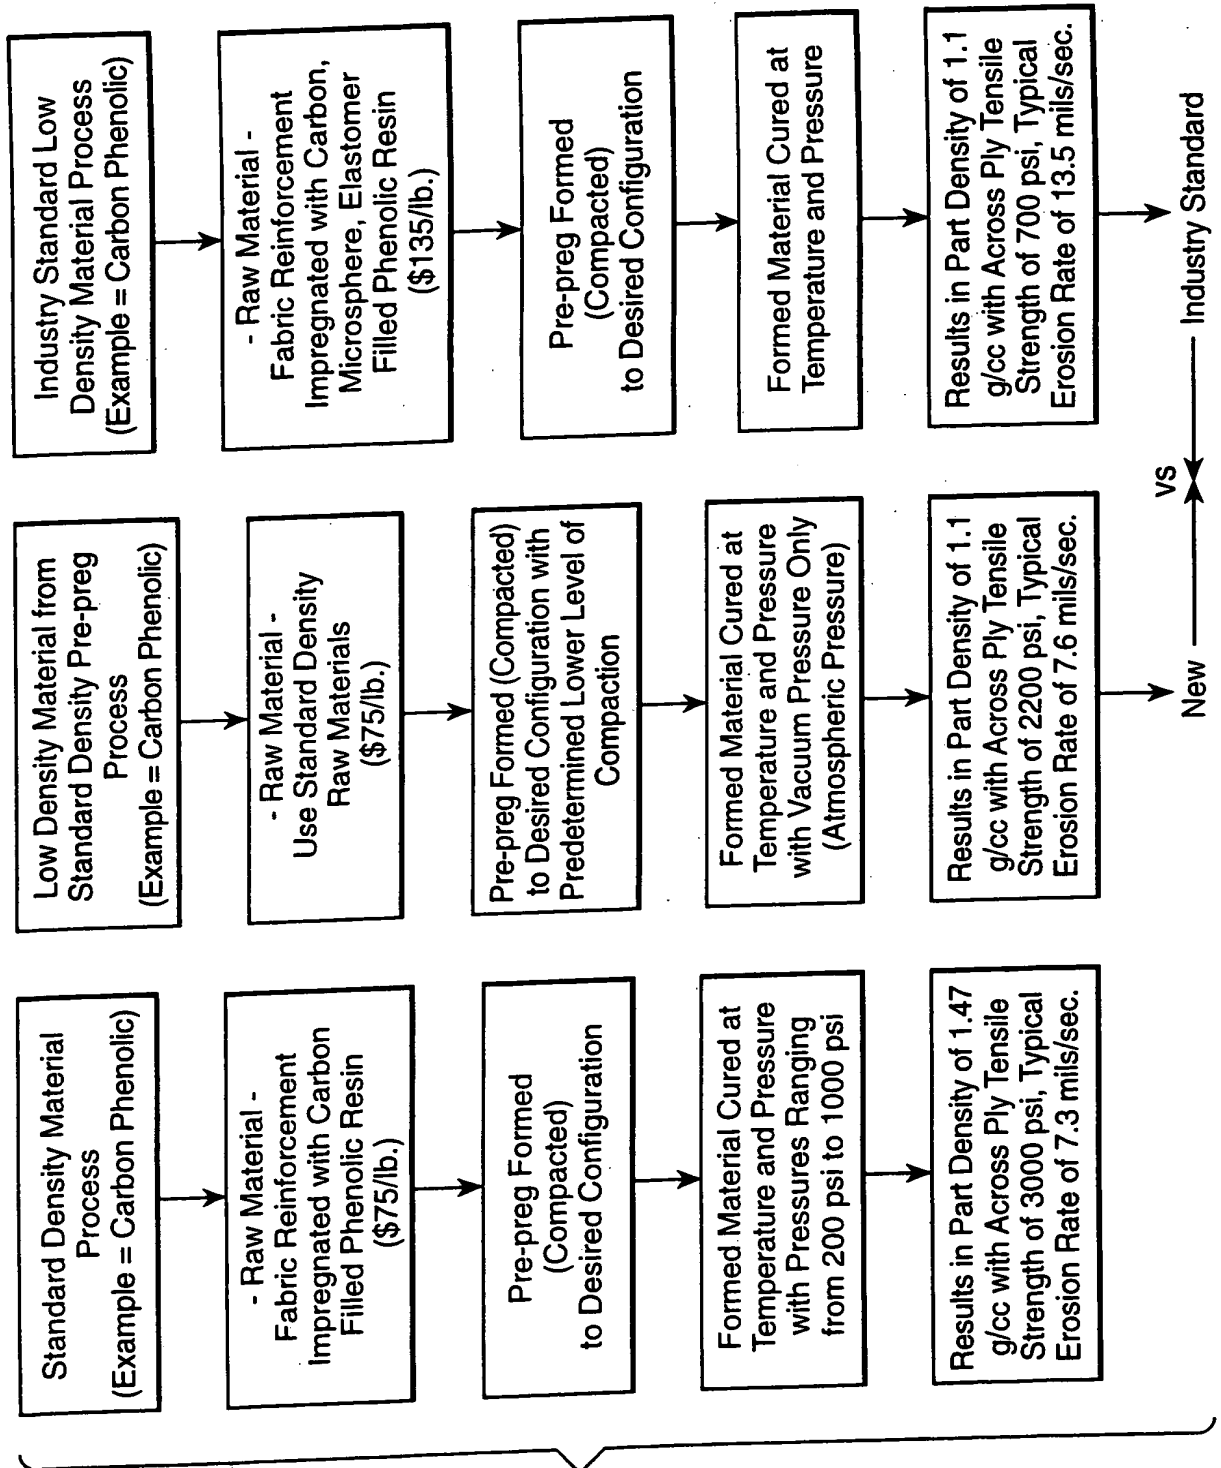 Standard Density Material
Process
(Example = Carbon Phenolic)
- Raw Material -
Fabric Reinforcement
Impregnated with Carbon
Filled Phenolic Resin
($75/lb.)
Pre-preg Formed
(Compacted)
to Desired Configuration
Formed Material Cured at
Temperature and Pressure
with Pressures Ranging
from 200 psi to 1000 psi
Results in Part Density of 1.47
g/cc with Across Ply Tensile
Strength of 3000 psi, Typical
Erosion Rate of 7.3 mils/sec.
Low Density Material from
Standard Density Pre-preg
Process
(Example = Carbon Phenolic)
- Raw Material -
Use Standard Density
Raw Materials
($75/lb.)
Pre-preg Formed (Compacted)
to Desired Configuration with
Predetermined Lower Level of
Compaction
Formed Material Cured at
Temperature and Pressure
with Vacuum Pressure Only
(Atmospheric Pressure)
Results in Part Density of 1.1
g/cc with Across Ply Tensile
Strength of 2200 psi, Typical
Erosion Rate of 7.6 mils/sec.
Industry Standard Low
Density Material Process
(Example = Carbon Phenolic)
- Raw Material -
Fabric Reinforcement
Impregnated with Carbon,
Microsphere, Elastomer
Filled Phenolic Resin
($135/lb.)
Pre-preg Formed
(Compacted)
to Desired Configuration
Formed Material Cured at
Temperature and Pressure
Results in Part Density of 1.1
g/cc with Across Ply Tensile
Strength of 700 psi, Typical
Erosion Rate of 13.5 mils/sec.
New vs Industry Standard